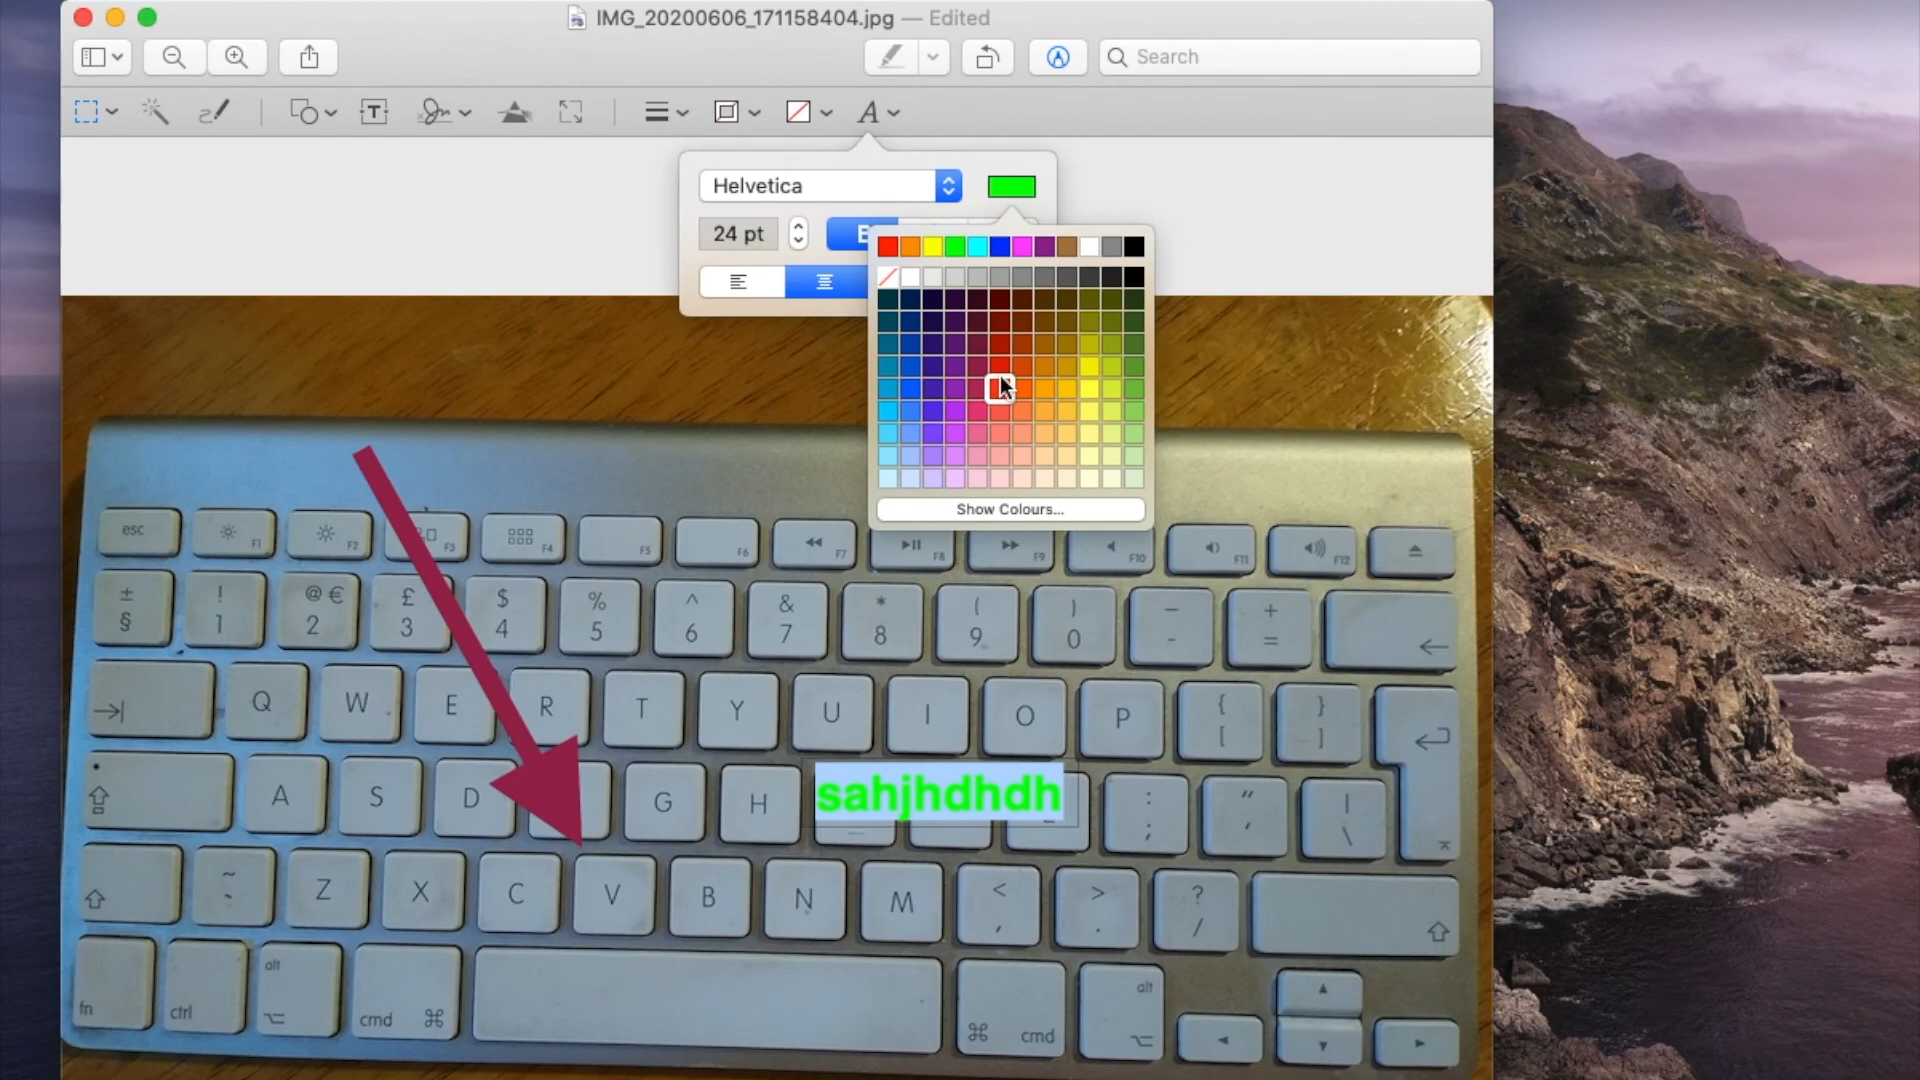 IMG_20200606_171158404.jpg — Edited
Search
T
A
Helvetica
24 pt
Show Colours...
esc F1 F2 F3 F4 F5 F6 F7 F8 F9 F10 F11 F12
± ! @ € £ $ % ^ & * ( ) – +
§ 1 2 3 4 5 6 7 8 9 0 - =
Q W E R T Y U I O P { }
[ ]
A S D G H
sahjhdhdh
: “ |
; ‘ \
~ Z X C V B N M < > ?
, . /
alt alt
fn ctrl cmd ⌘ ⌘ cmd